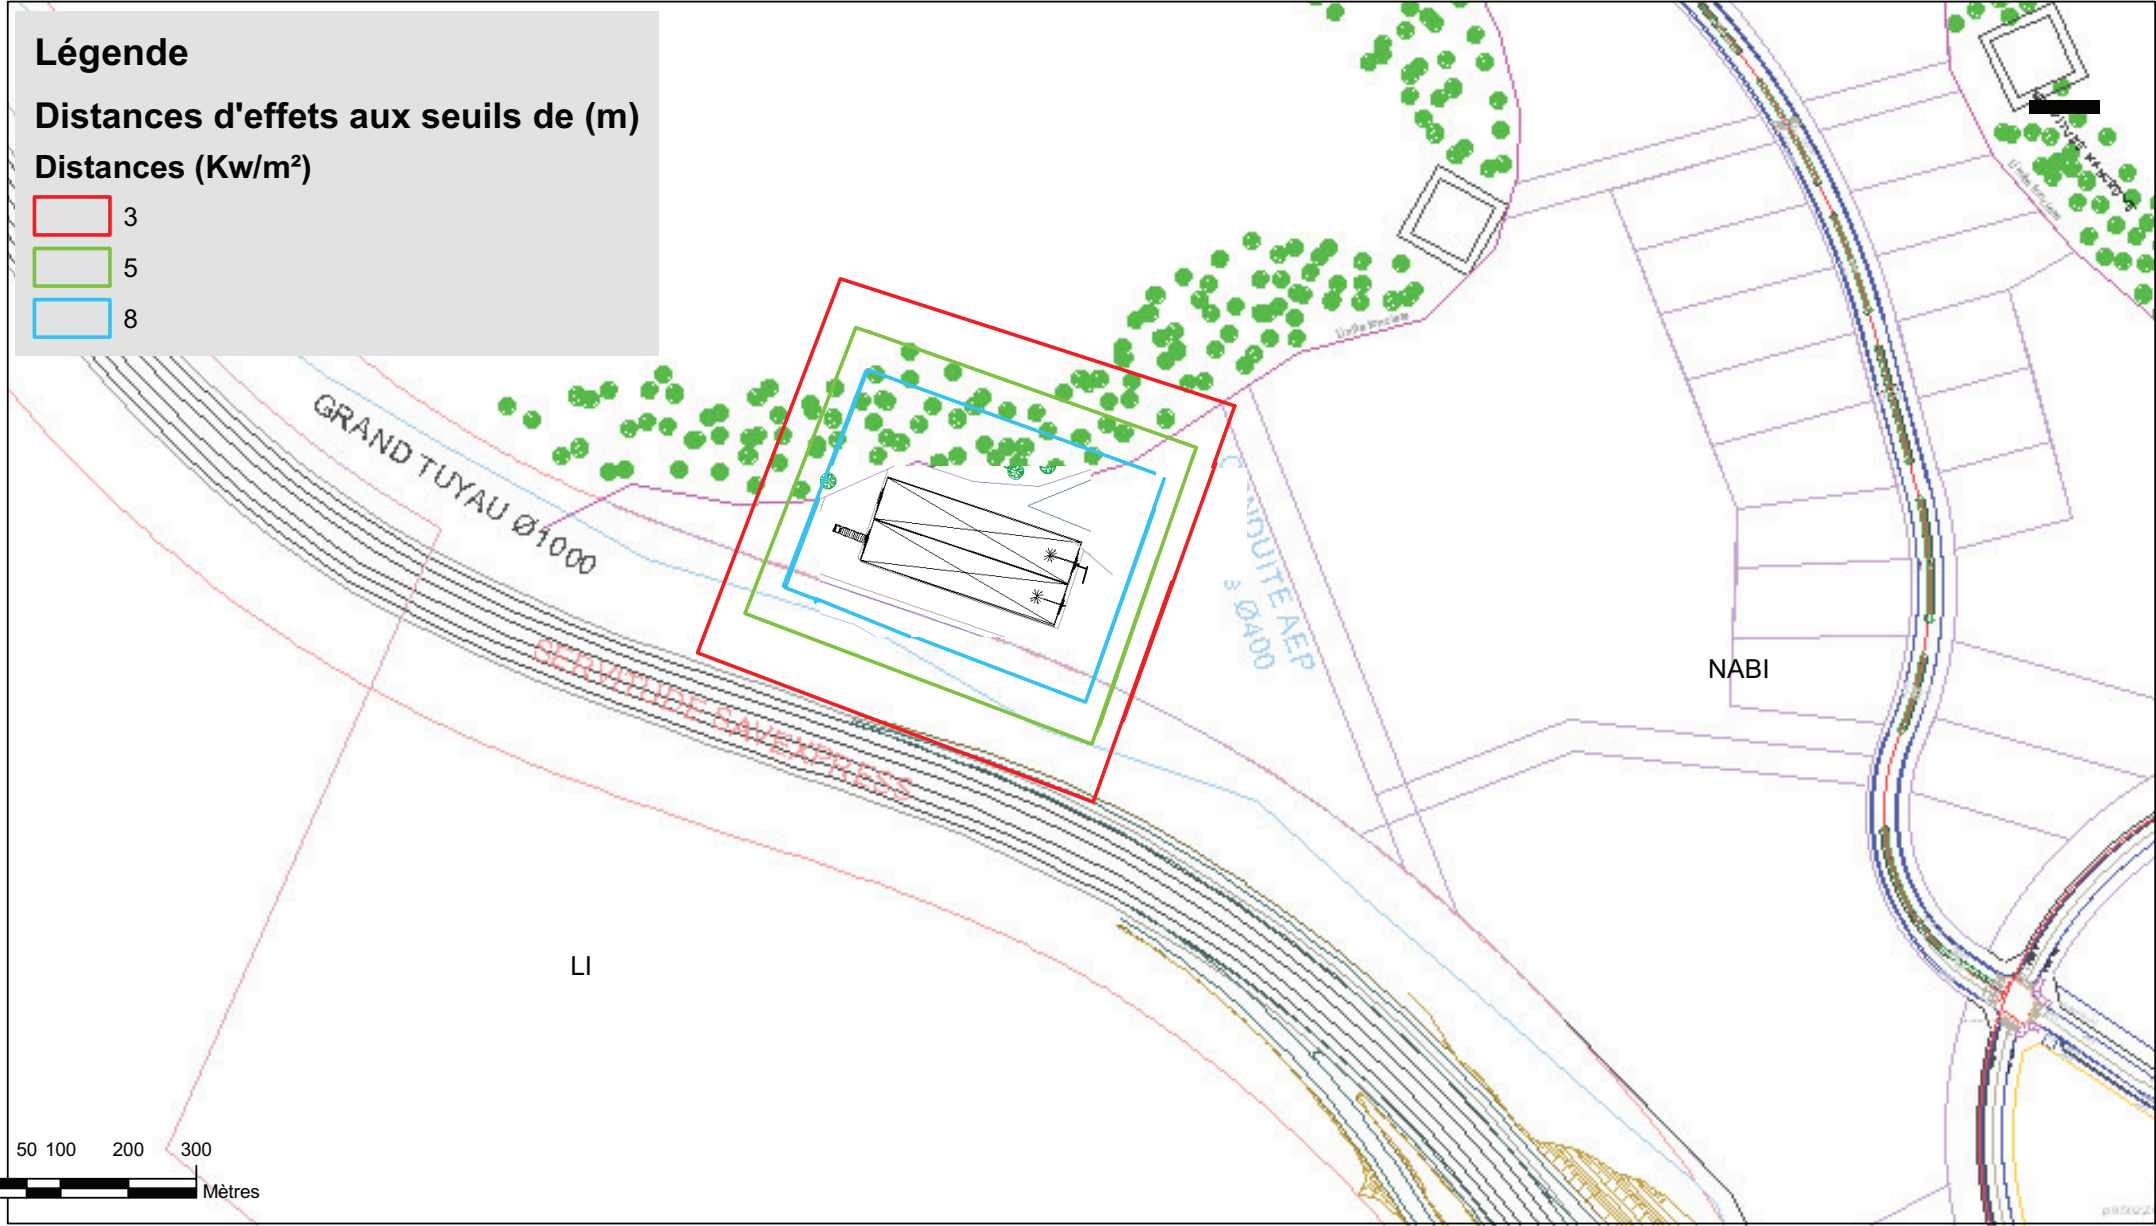 Légende
Distances d'effets aux seuils de (m)
Distances (Kw/m²)
3
5
8
GRAND TUYAU Ø1000
SERVITUDE SAVEXPRESS
NDUITE AEP
Ø400
NABI
LI
50 100 200 300
Mètres